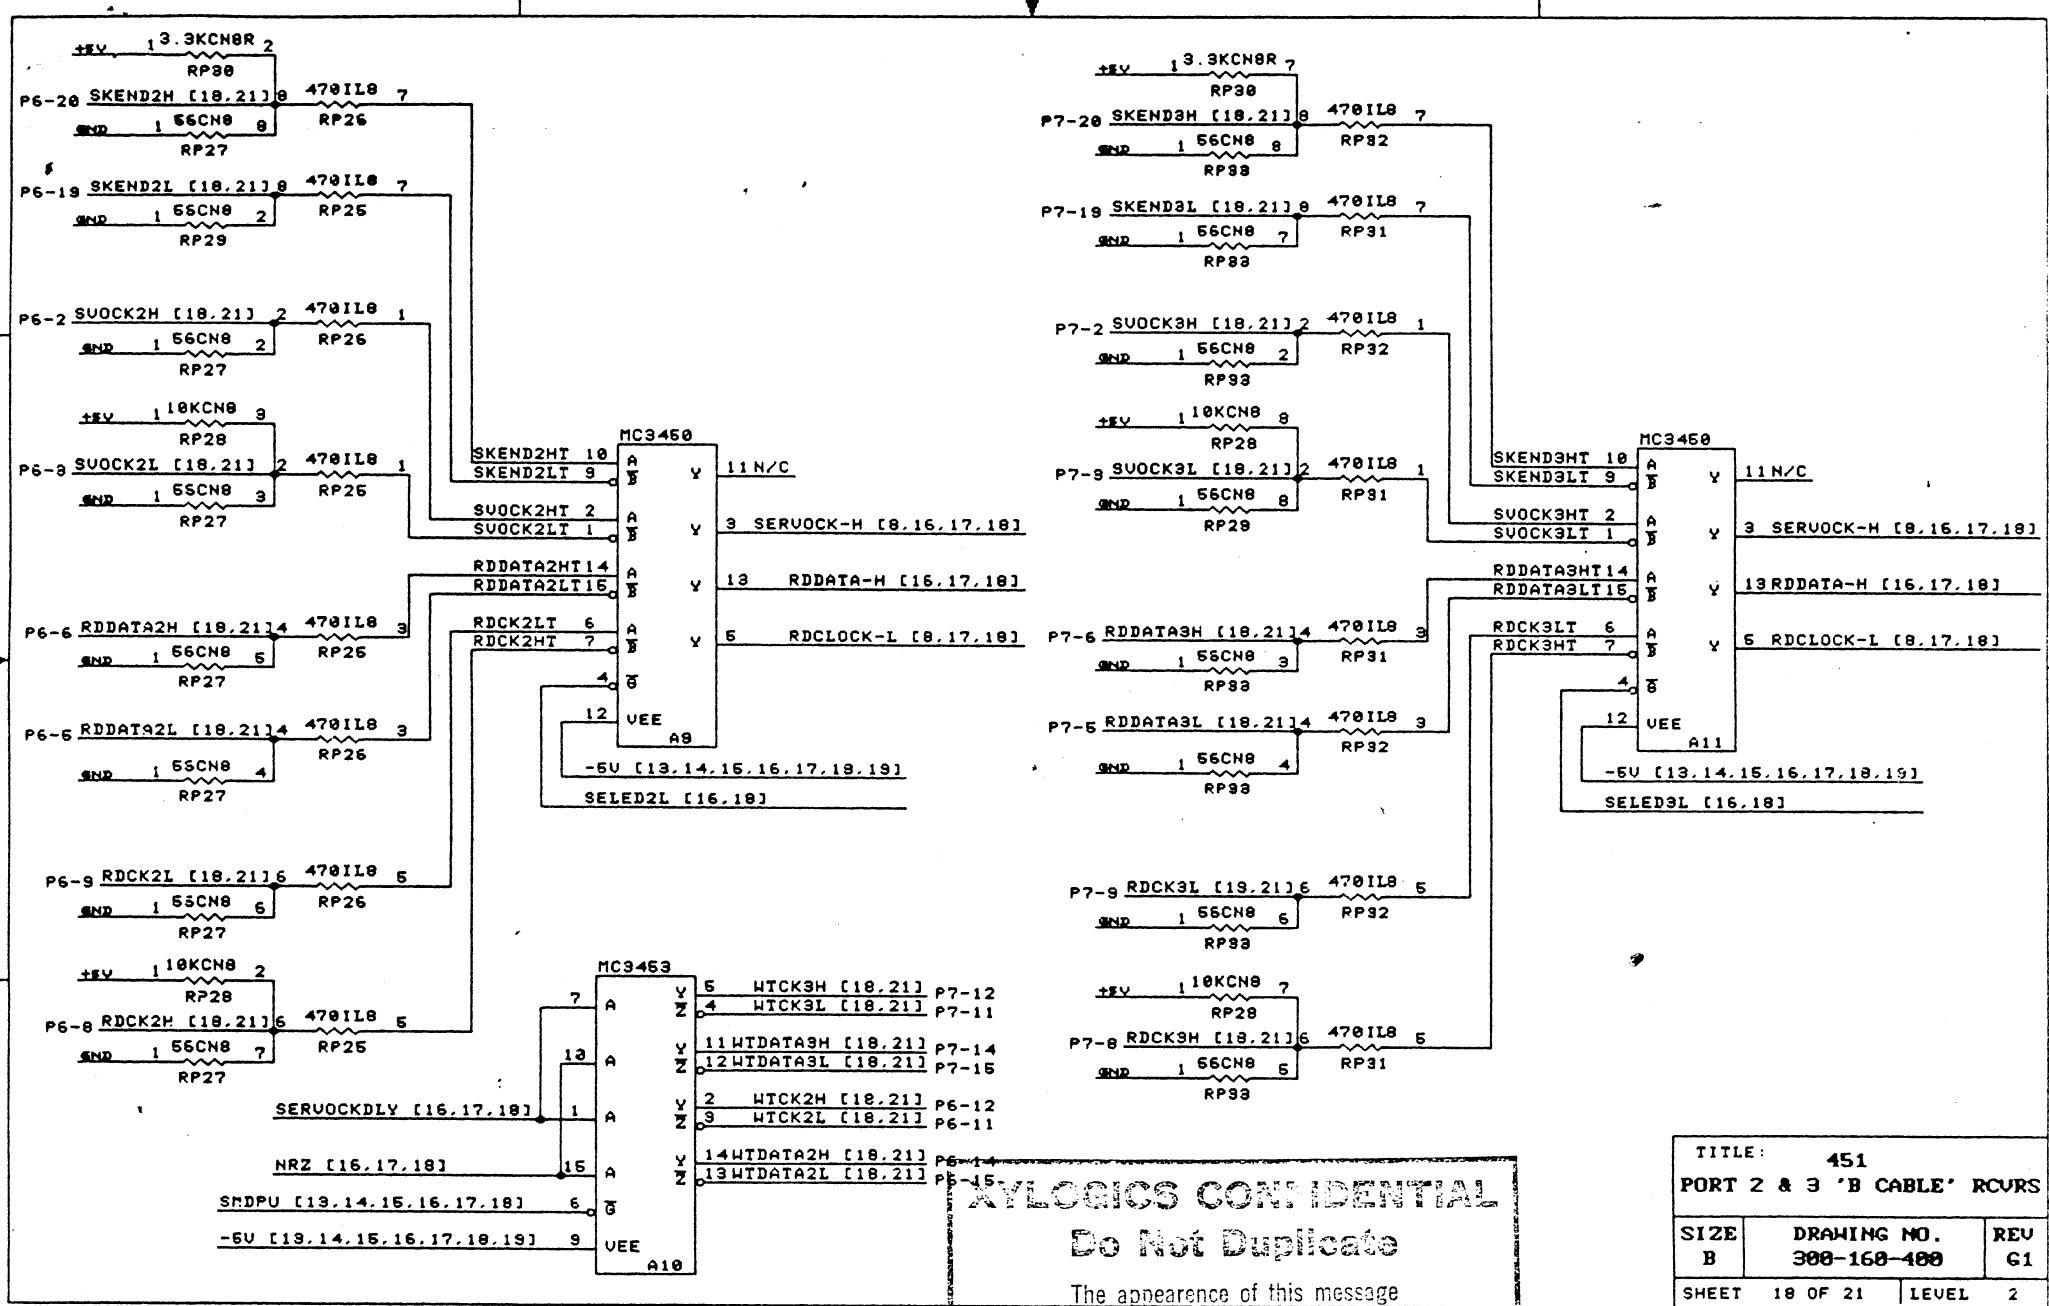 +5V 1 3.3KCN8R 2
RP30
P6-20 SKEND2H [18,21] 8 470IL8 7
RP26
GND 1 56CN8 8
RP27
P6-19 SKEND2L [18,21] 8 470IL8 7
RP25
GND 1 56CN8 2
RP29
P6-2 SVOCK2H [18,21] 2 470IL8 1
RP26
GND 1 56CN8 2
RP27
+5V 1 10KCN8 3
RP28
P6-3 SVOCK2L [18,21] 2 470IL8 1
RP25
GND 1 56CN8 3
RP27
P6-6 RDDATA2H [18,21] 4 470IL8 3
RP25
GND 1 56CN8 5
RP27
P6-5 RDDATA2L [18,21] 4 470IL8 3
RP26
GND 1 56CN8 4
RP27
P6-9 RDCK2L [18,21] 6 470IL8 5
RP26
GND 1 56CN8 6
RP27
+5V 1 10KCN8 2
RP28
P6-8 RDCK2H [18,21] 6 470IL8 5
RP25
GND 1 56CN8 7
RP27
MC3450
SKEND2HT 10 A
SKEND2LT 9 B Y 11 N/C
SVOCK2HT 2 A
SVOCK2LT 1 B Y 3 SERVOCK-H [8,16,17,18]
RDDATA2HT 14 A
RDDATA2LT 15 B Y 13 RDDATA-H [16,17,18]
RDCK2LT 6 A
RDCK2HT 7 B Y 5 RDCLOCK-L [8,17,18]
4 G
12 VEE
A9
-5V [13,14,15,16,17,18,19]
SELED2L [16,18]
MC3453
7 A Y 5 WTCK3H [18,21] P7-12
Z 4 WTCK3L [18,21] P7-11
10 A Y 11 WTDATA3H [18,21] P7-14
Z 12 WTDATA3L [18,21] P7-15
SERVOCKDLY [16,17,18] 1 A Y 2 WTCK2H [18,21] P6-12
Z 3 WTCK2L [18,21] P6-11
NRZ [16,17,18] 15 A Y 14 WTDATA2H [18,21] P6-14
Z 13 WTDATA2L [18,21] P6-15
SMDPU [13,14,15,16,17,18] 6 G
-5V [13,14,15,16,17,18,19] 9 VEE
A10
+5V 1 3.3KCN8R 7
RP30
P7-20 SKEND3H [18,21] 8 470IL8 7
RP32
GND 1 56CN8 8
RP33
P7-19 SKEND3L [18,21] 8 470IL8 7
RP31
GND 1 56CN8 7
RP33
P7-2 SVOCK3H [18,21] 2 470IL8 1
RP32
GND 1 56CN8 2
RP33
+5V 1 10KCN8 8
RP28
P7-3 SVOCK3L [18,21] 2 470IL8 1
RP31
GND 1 56CN8 8
RP29
P7-6 RDDATA3H [18,21] 4 470IL8 3
RP31
GND 1 56CN8 3
RP33
P7-5 RDDATA3L [18,21] 4 470IL8 3
RP32
GND 1 56CN8 4
RP33
P7-9 RDCK3L [18,21] 6 470IL8 5
RP32
GND 1 56CN8 6
RP33
+5V 1 10KCN8 7
RP28
P7-8 RDCK3H [18,21] 6 470IL8 5
RP31
GND 1 56CN8 5
RP33
MC3450
SKEND3HT 10 A
SKEND3LT 9 B Y 11 N/C
SVOCK3HT 2 A
SVOCK3LT 1 B Y 3 SERVOCK-H [8,16,17,18]
RDDATA3HT 14 A
RDDATA3LT 15 B Y 13 RDDATA-H [16,17,18]
RDCK3LT 6 A
RDCK3HT 7 B Y 5 RDCLOCK-L [8,17,18]
4 G
12 VEE
A11
-5V [13,14,15,16,17,18,19]
SELED3L [16,18]
XYLOGICS CONFIDENTIAL
Do Not Duplicate
The appearence of this message
TITLE: 451
PORT 2 & 3 'B CABLE' RCVRS
SIZE DRAWING NO. REV
B 300-160-400 G1
SHEET 18 OF 21 LEVEL 2